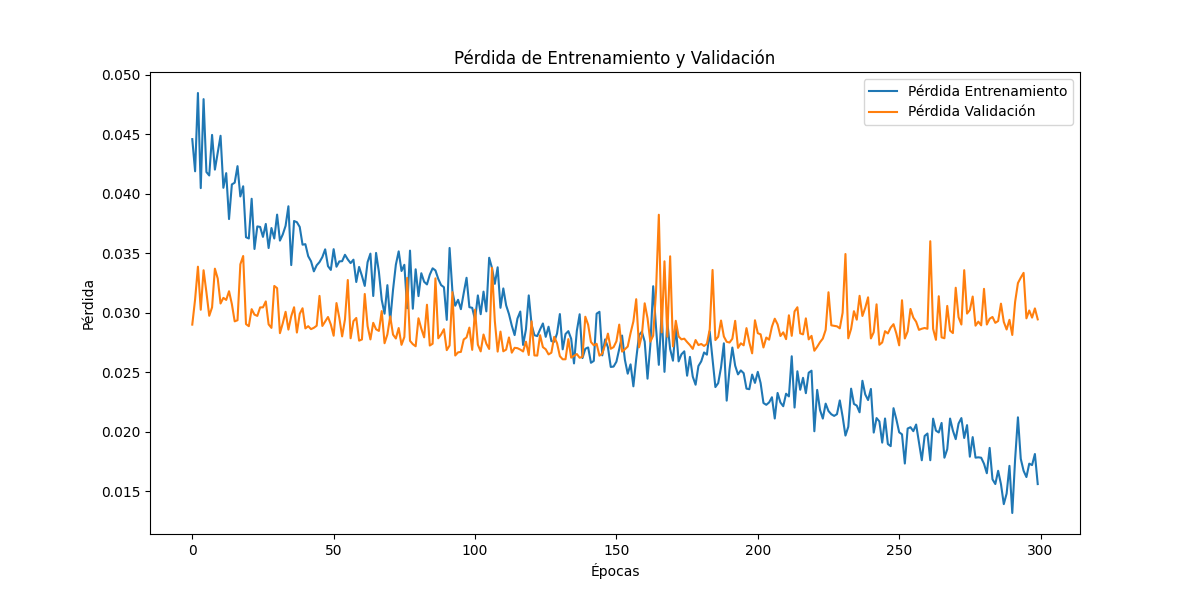 Pérdida de Entrenamiento y Validación
0.050
0.045
0.040
0.035
0.030
0.025
0.020
0.015
Pérdida
Pérdida Entrenamiento
Pérdida Validación
0 50 100 150 200 250 300
Épocas